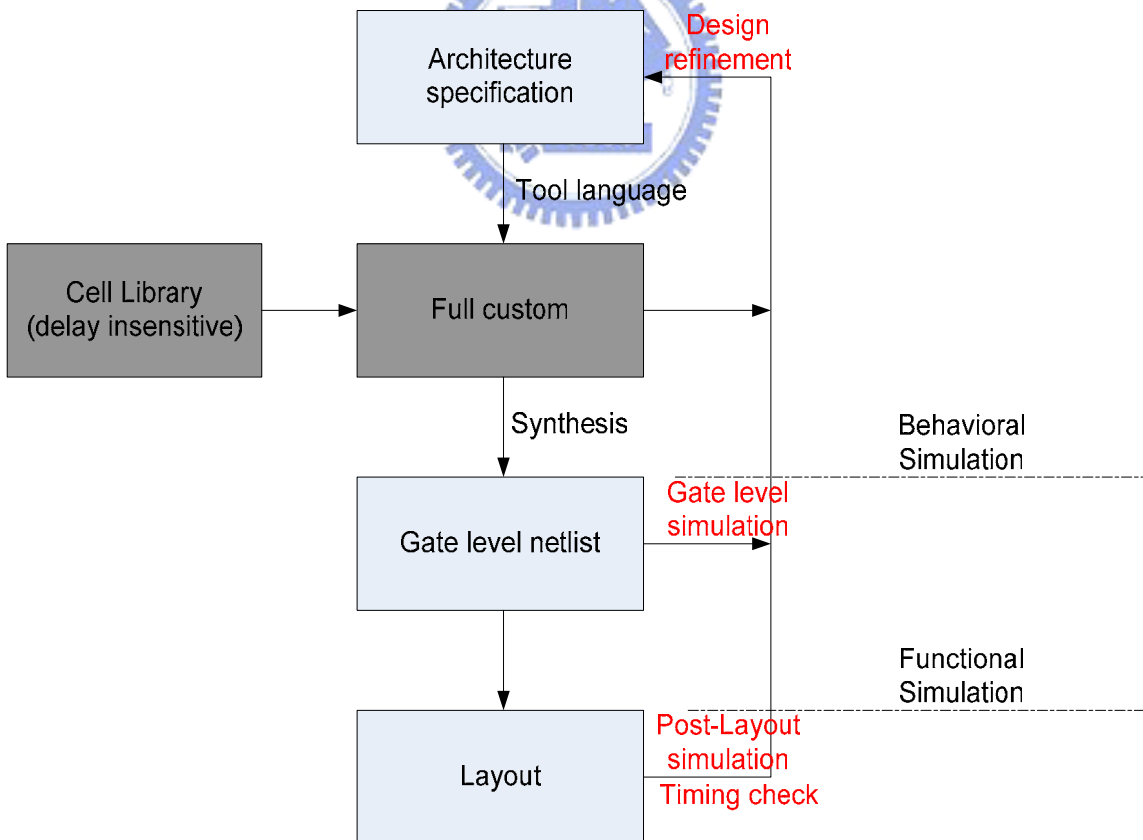 Design
refinement
Architecture
specification
Tool language
Cell Library
(delay insensitive)
Full custom
Synthesis
Behavioral
Simulation
Gate level
simulation
Gate level netlist
Functional
Simulation
Post-Layout
simulation
Timing check
Layout